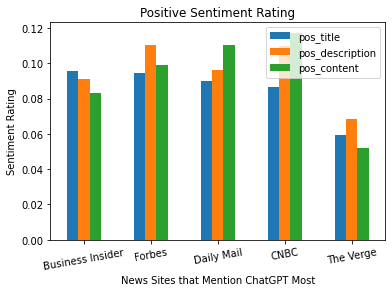 Positive Sentiment Rating
pos_title
pos_description
pos_content
Sentiment Rating
0.12
0.10
0.08
0.06
0.04
0.02
0.00
Business Insider
Forbes
Daily Mail
CNBC
The Verge
News Sites that Mention ChatGPT Most